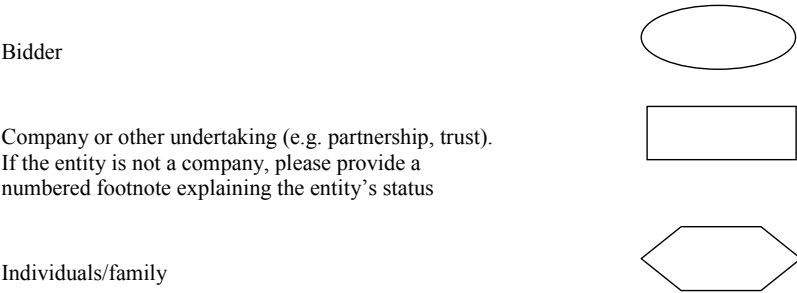 Bidder
Company or other undertaking (e.g. partnership, trust).
If the entity is not a company, please provide a
numbered footnote explaining the entity’s status
Individuals/family